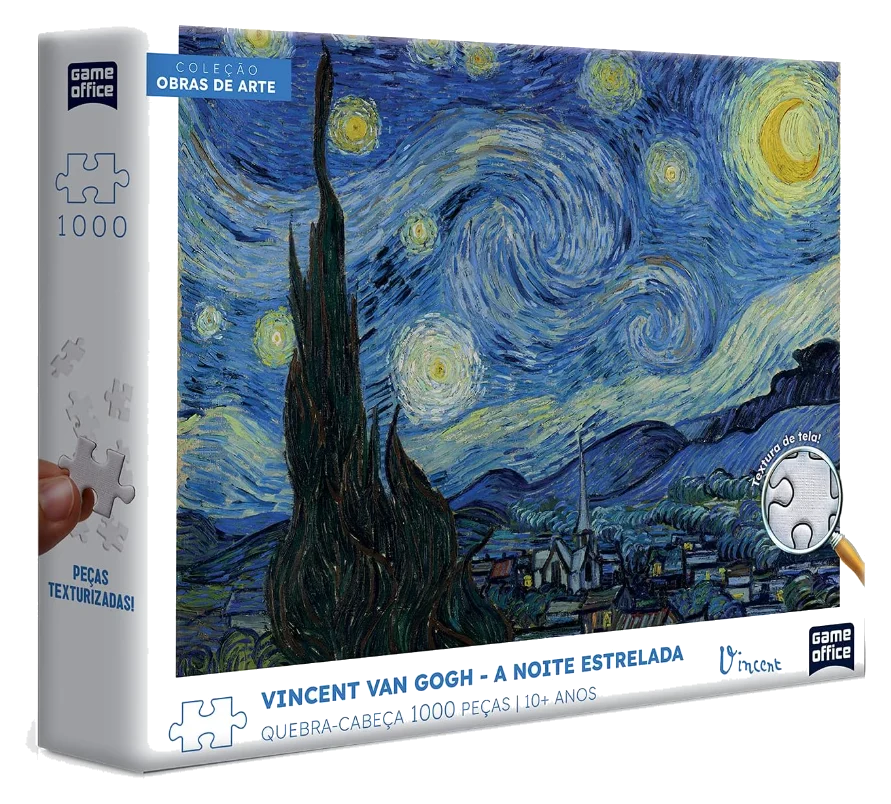 Game
office
1000
PEÇAS
TEXTURIZADAS!
COLEÇÃO
OBRAS DE ARTE
Textura de tela!
VINCENT VAN GOGH - A NOITE ESTRELADA
QUEBRA-CABEÇA 1000 PEÇAS | 10+ ANOS
Vincent
Game
office